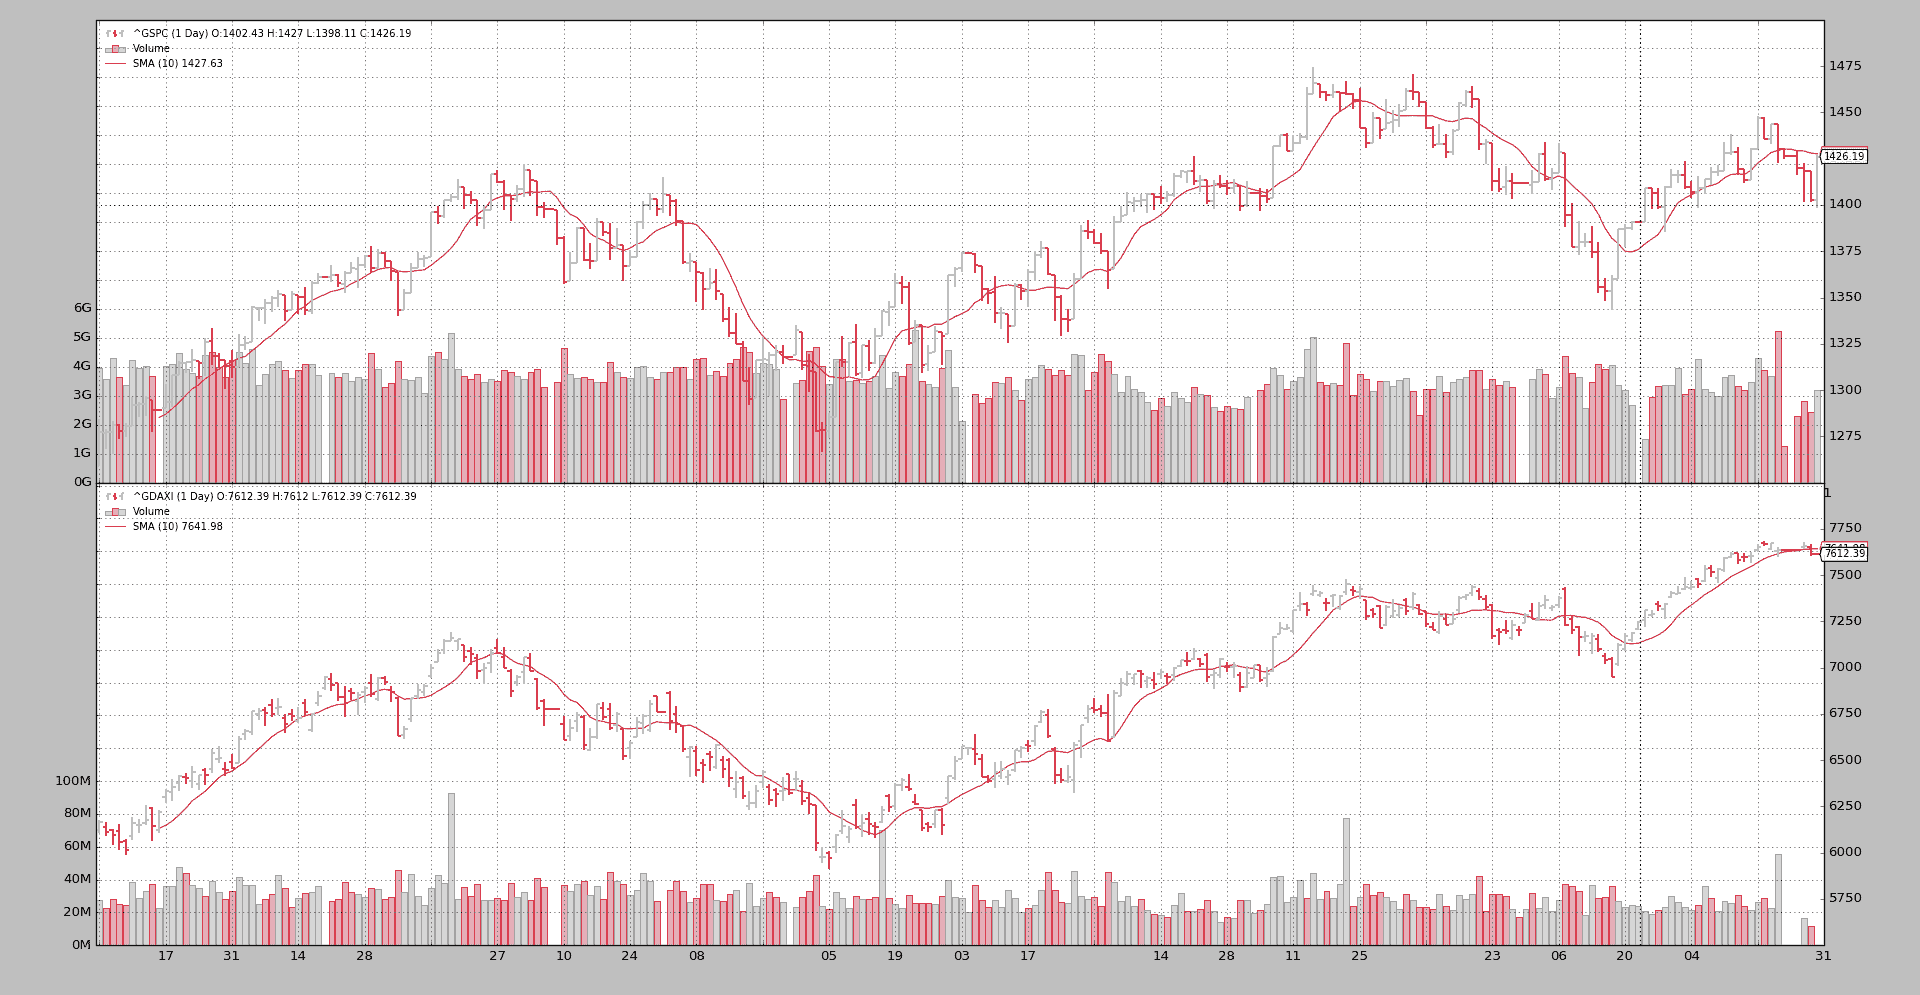 ^GSPC (1 Day) O:1402.43 H:1427 L:1398.11 C:1426.19
Volume
SMA (10) 1427.63
1475
1450
1426.19
1400
1375
1350
1325
1300
1275
6G
5G
4G
3G
2G
1G
0G
^GDAXI (1 Day) O:7612.39 H:7612 L:7612.39 C:7612.39
Volume
SMA (10) 7641.98
1
7750
7641.98
7612.39
7500
7250
7000
6750
6500
6250
6000
5750
100M
80M
60M
40M
20M
0M
17 31 14 28 27 10 24 08 05 19 03 17 14 28 11 25 23 06 20 04 31